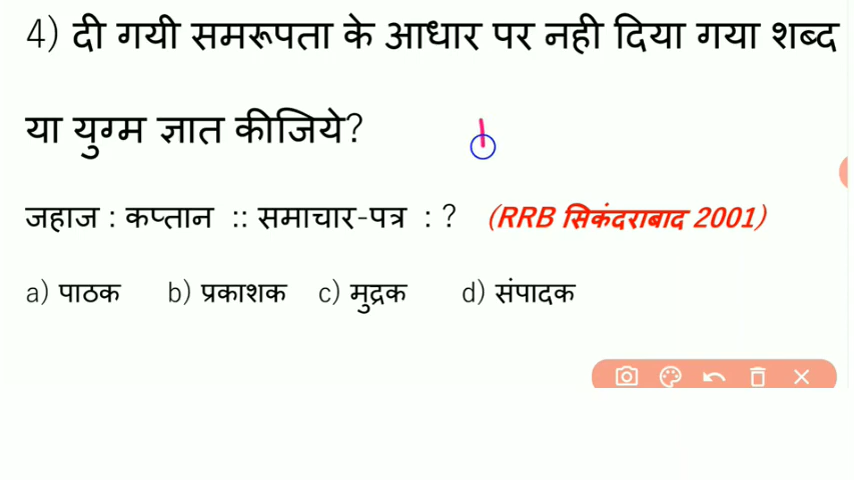 4) दी गयी समरूपता के आधार पर नही दिया गया शब्द
या युग्म ज्ञात कीजिये?
जहाज : कप्तान :: समाचार-पत्र : ? (RRB सिकंदराबाद 2001)
a) पाठक b) प्रकाशक c) मुद्रक d) संपादक